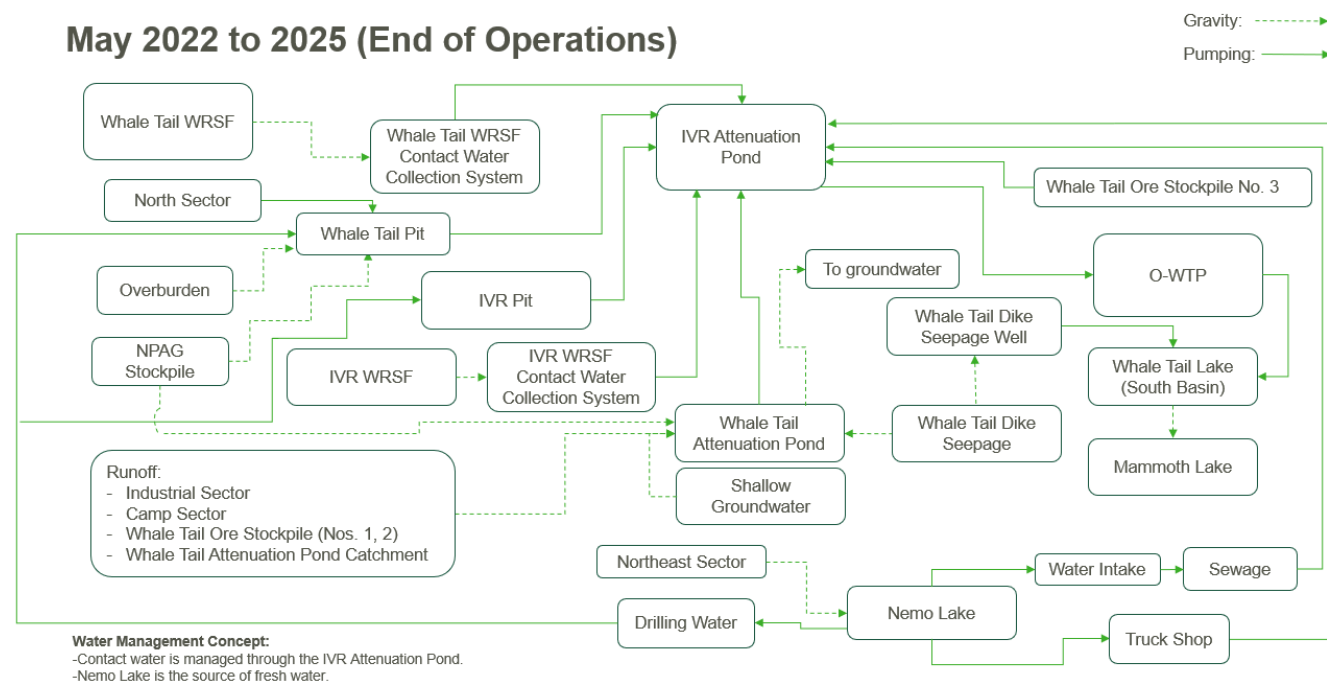 May 2022 to 2025 (End of Operations)
Gravity:
Pumping:
Whale Tail WRSF
Whale Tail WRSF
Contact Water
Collection System
IVR Attenuation
Pond
Whale Tail Ore Stockpile No. 3
North Sector
Whale Tail Pit
Overburden
IVR Pit
To groundwater
O-WTP
Whale Tail Dike
Seepage Well
NPAG
Stockpile
IVR WRSF
IVR WRSF
Contact Water
Collection System
Whale Tail Lake
(South Basin)
Whale Tail
Attenuation Pond
Whale Tail Dike
Seepage
Mammoth Lake
Runoff:
- Industrial Sector
- Camp Sector
- Whale Tail Ore Stockpile (Nos. 1, 2)
- Whale Tail Attenuation Pond Catchment
Shallow
Groundwater
Northeast Sector
Water Intake
Sewage
Nemo Lake
Drilling Water
Truck Shop
Water Management Concept:
-Contact water is managed through the IVR Attenuation Pond.
-Nemo Lake is the source of fresh water.